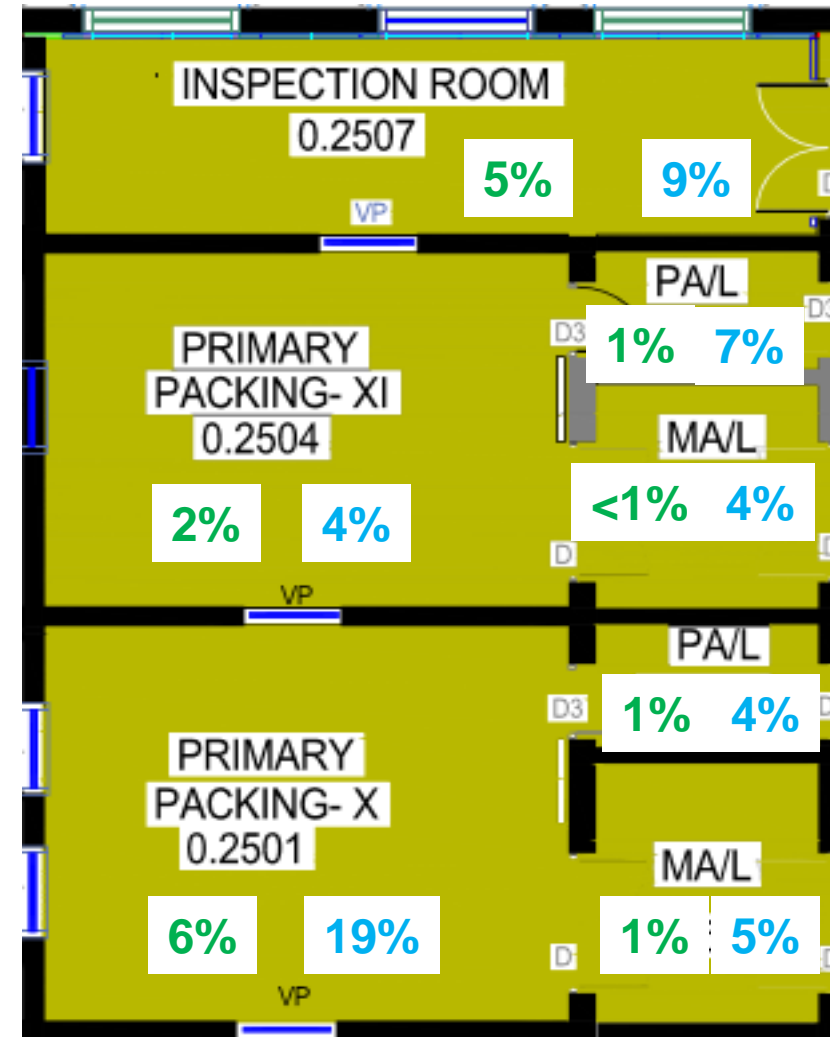 INSPECTION ROOM
0.2507
5% 9%
VP
PA/L
D3
D3
1% 7%
PRIMARY
PACKING- XI
0.2504
MA/L
<1% 4%
2% 4%
D
VP
PA/L
D3
1% 4%
PRIMARY
PACKING- X
0.2501
MA/L
6% 19%
1% 5%
D
VP